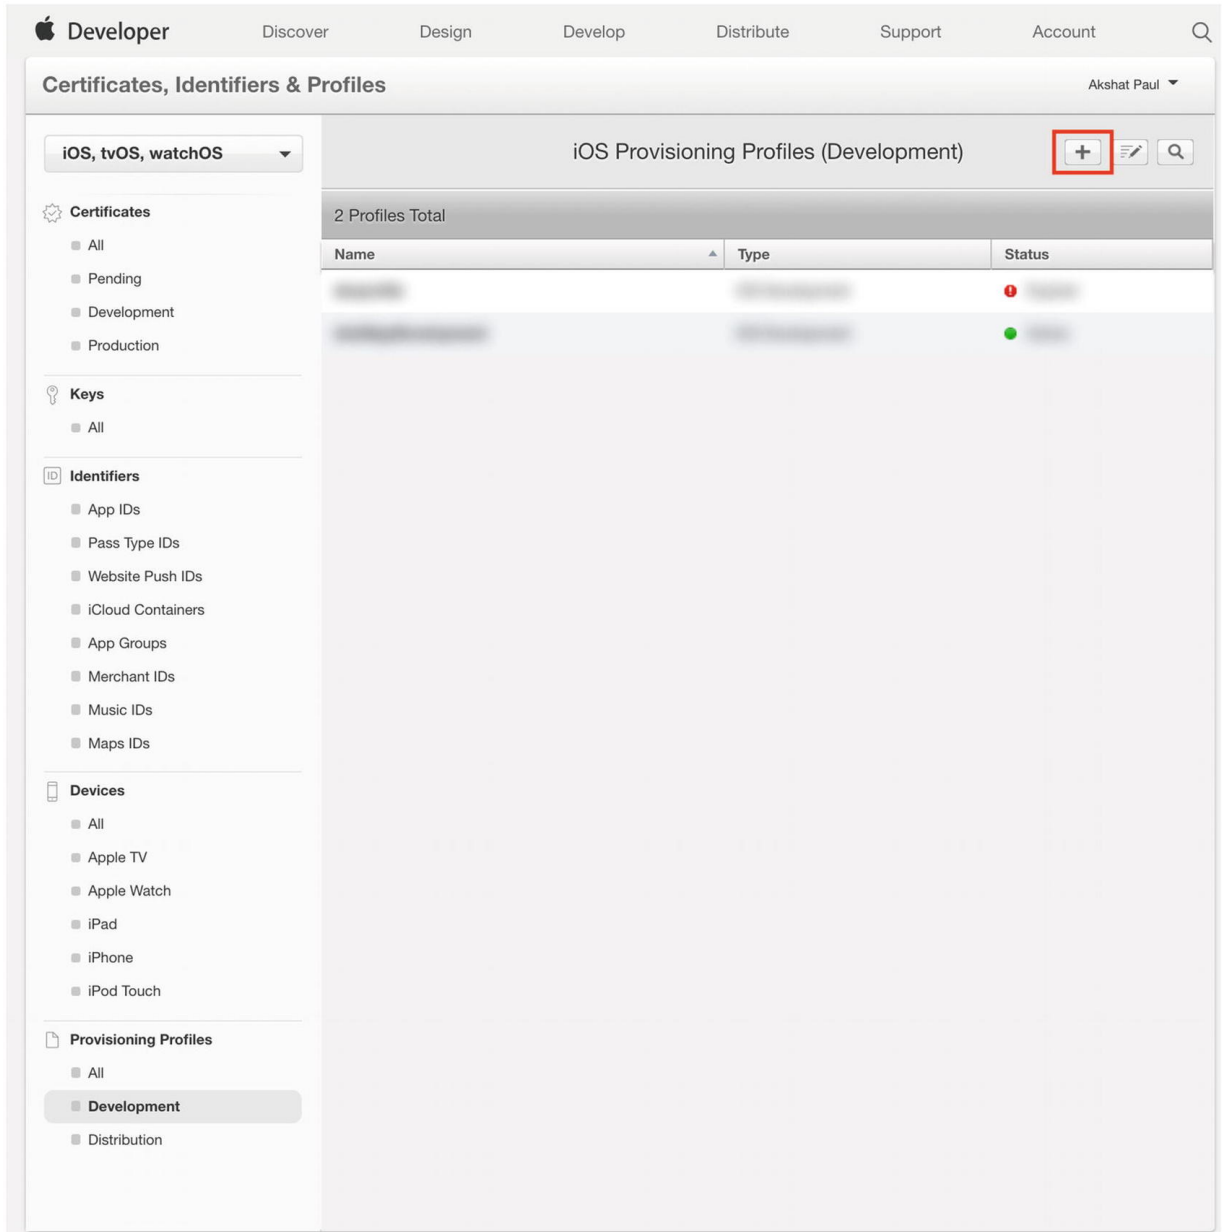 Developer Discover Design Develop Distribute Support Account
Certificates, Identifiers & Profiles Akshat Paul
iOS, tvOS, watchOS
iOS Provisioning Profiles (Development)
2 Profiles Total
Name Type Status
Certificates
All
Pending
Development
Production
Keys
All
ID Identifiers
App IDs
Pass Type IDs
Website Push IDs
iCloud Containers
App Groups
Merchant IDs
Music IDs
Maps IDs
Devices
All
Apple TV
Apple Watch
iPad
iPhone
iPod Touch
Provisioning Profiles
All
Development
Distribution